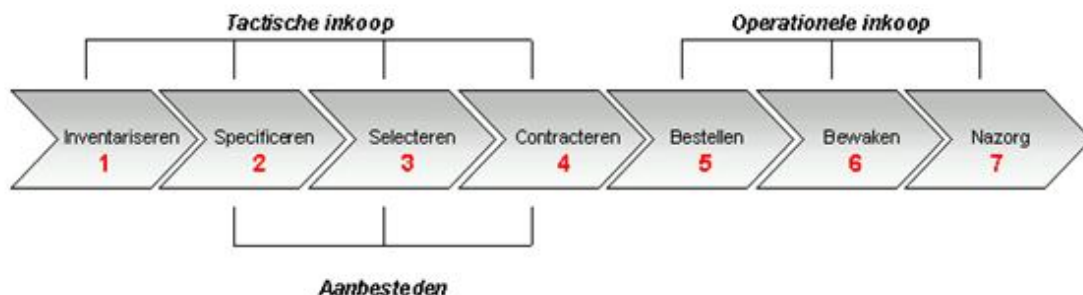 Tactische inkoop Operationele inkoop
Inventariseren Specificeren Selecteren Contracteren Bestellen Bewaken Nazorg
1 2 3 4 5 6 7
Aanbesteden